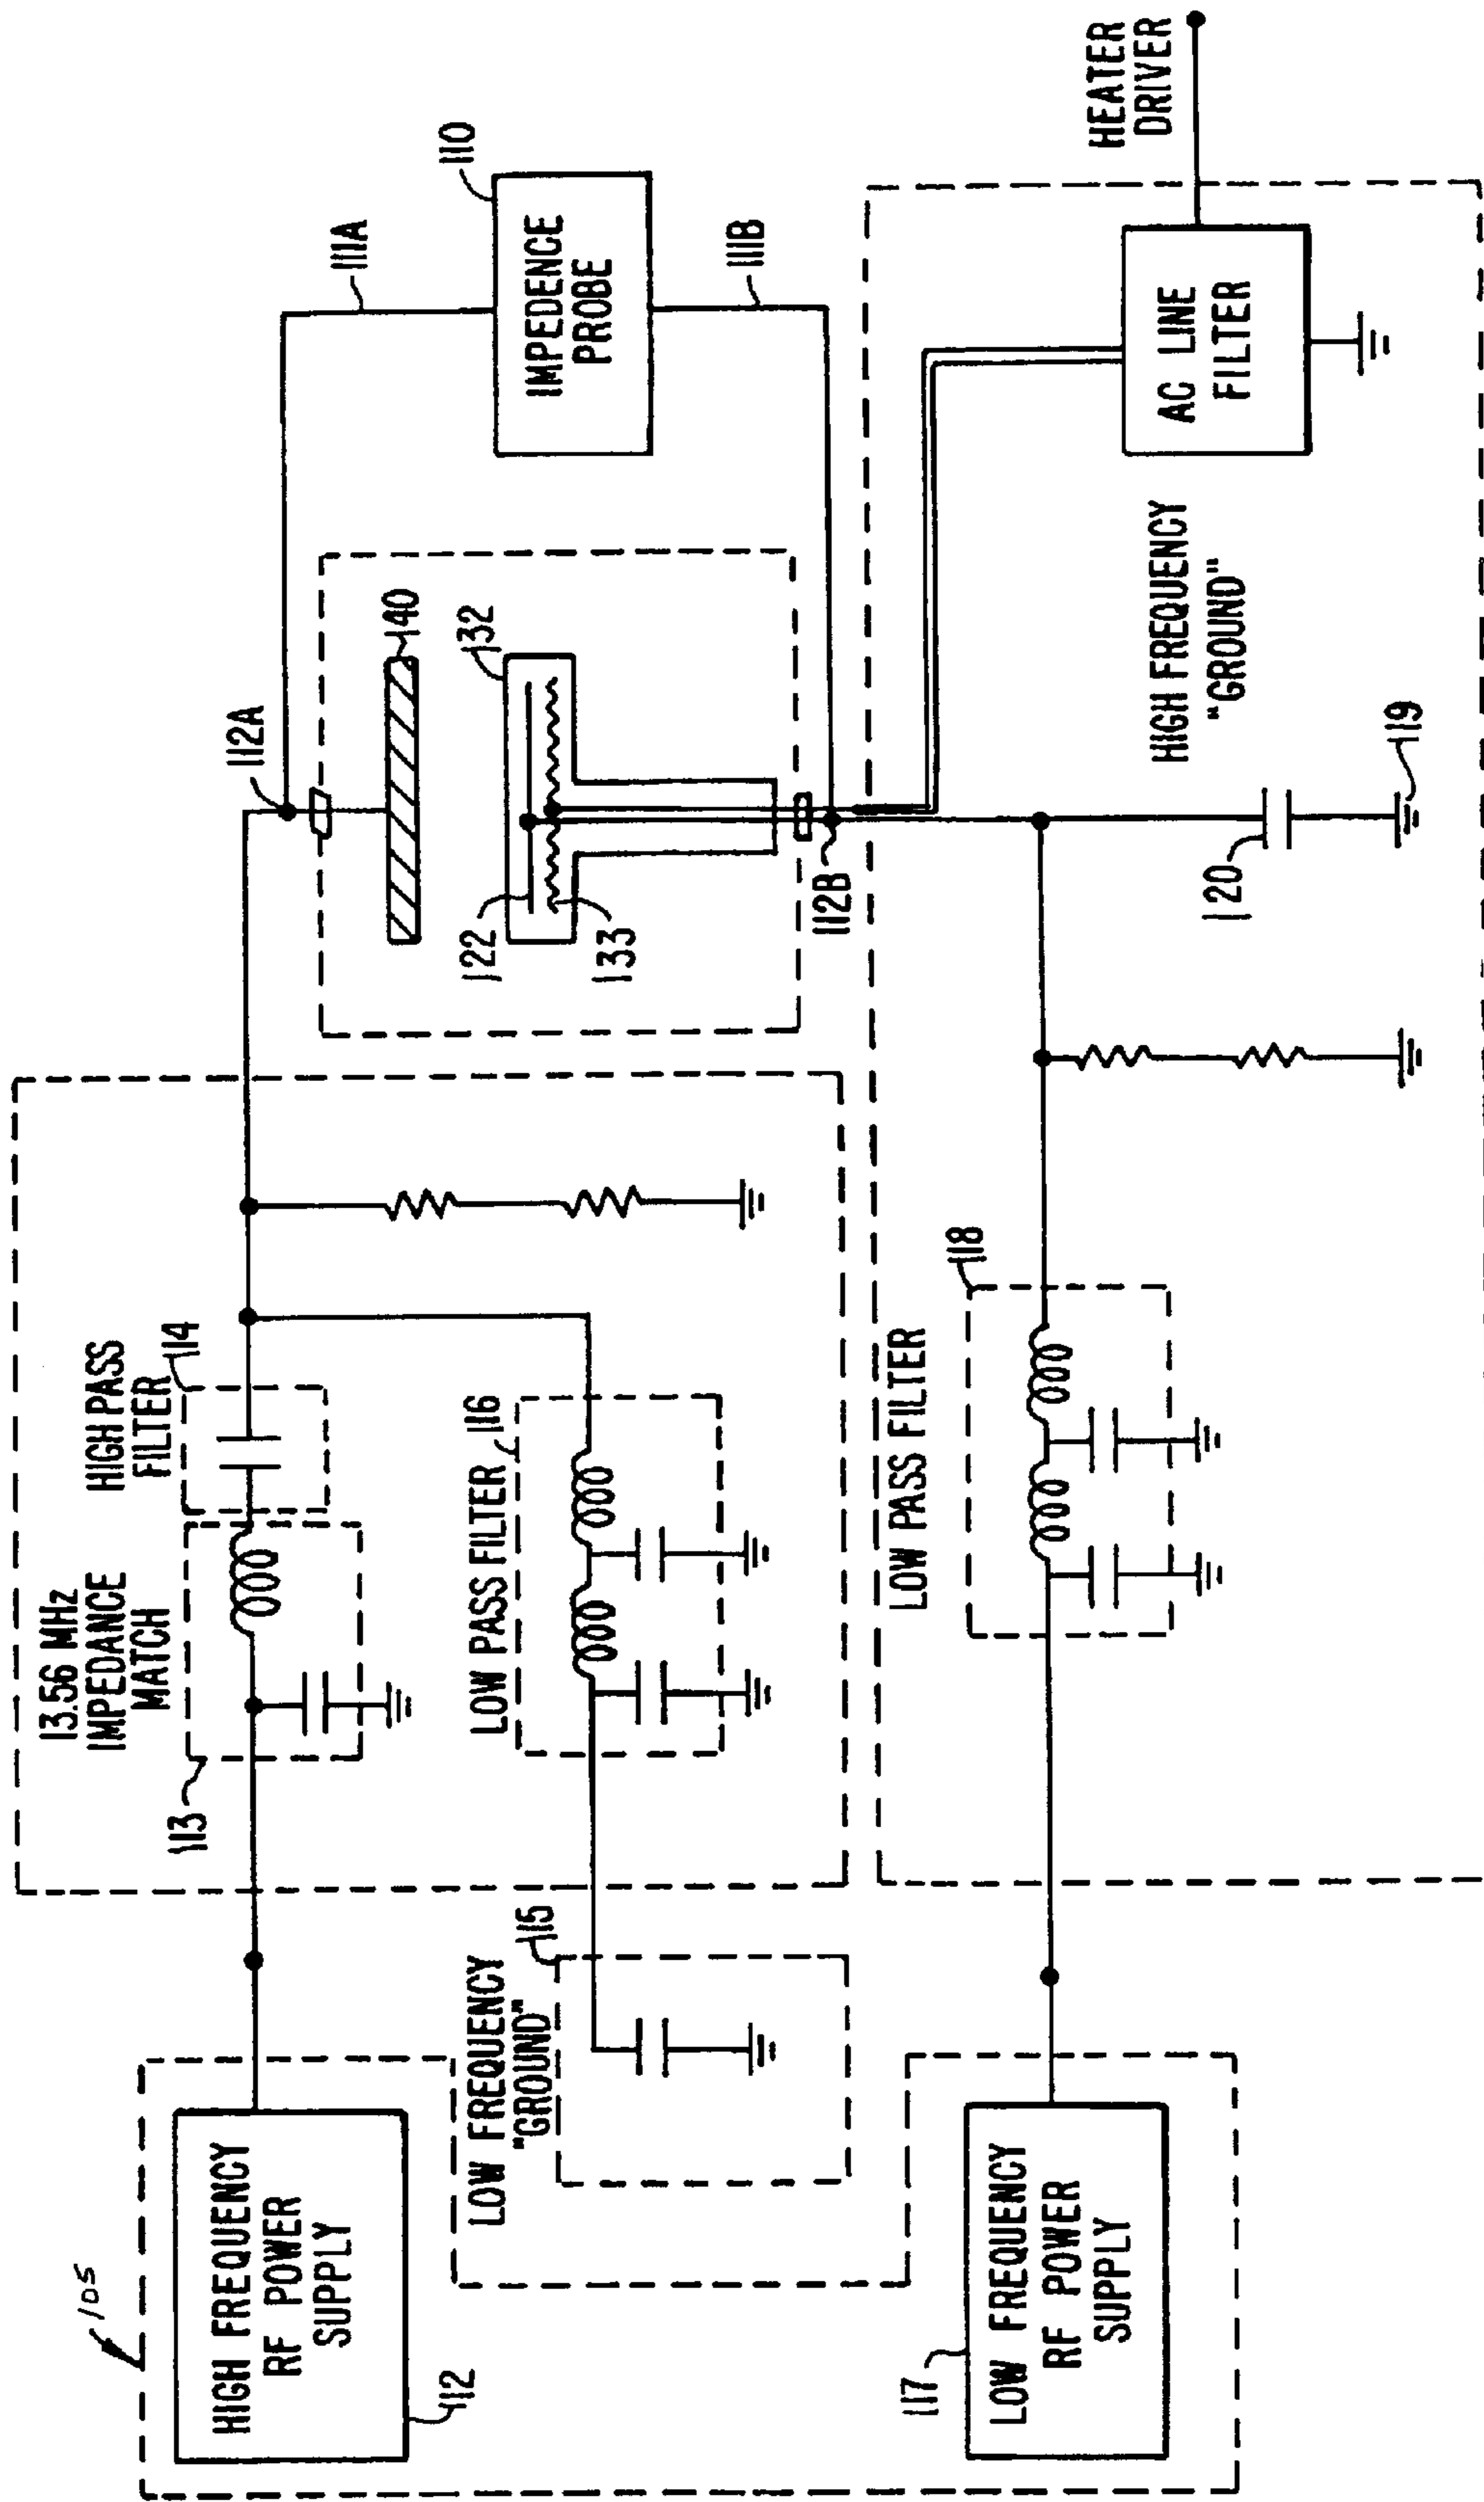 105
HIGH FREQUENCY
RF POWER
SUPPLY
112
113
13.56 MHz
IMPEDANCE
MATCH
HIGH PASS
FILTER
114
LOW FREQUENCY
"GROUND"
115
LOW PASS FILTER
116
112A
111A
110
IMPEDENCE
PROBE
111B
140
132
122
133
112B
117
LOW FREQUENCY
RF POWER
SUPPLY
LOW PASS FILTER
118
120
119
HIGH FREQUENCY
"GROUND"
AC LINE
FILTER
HEATER
DRIVER